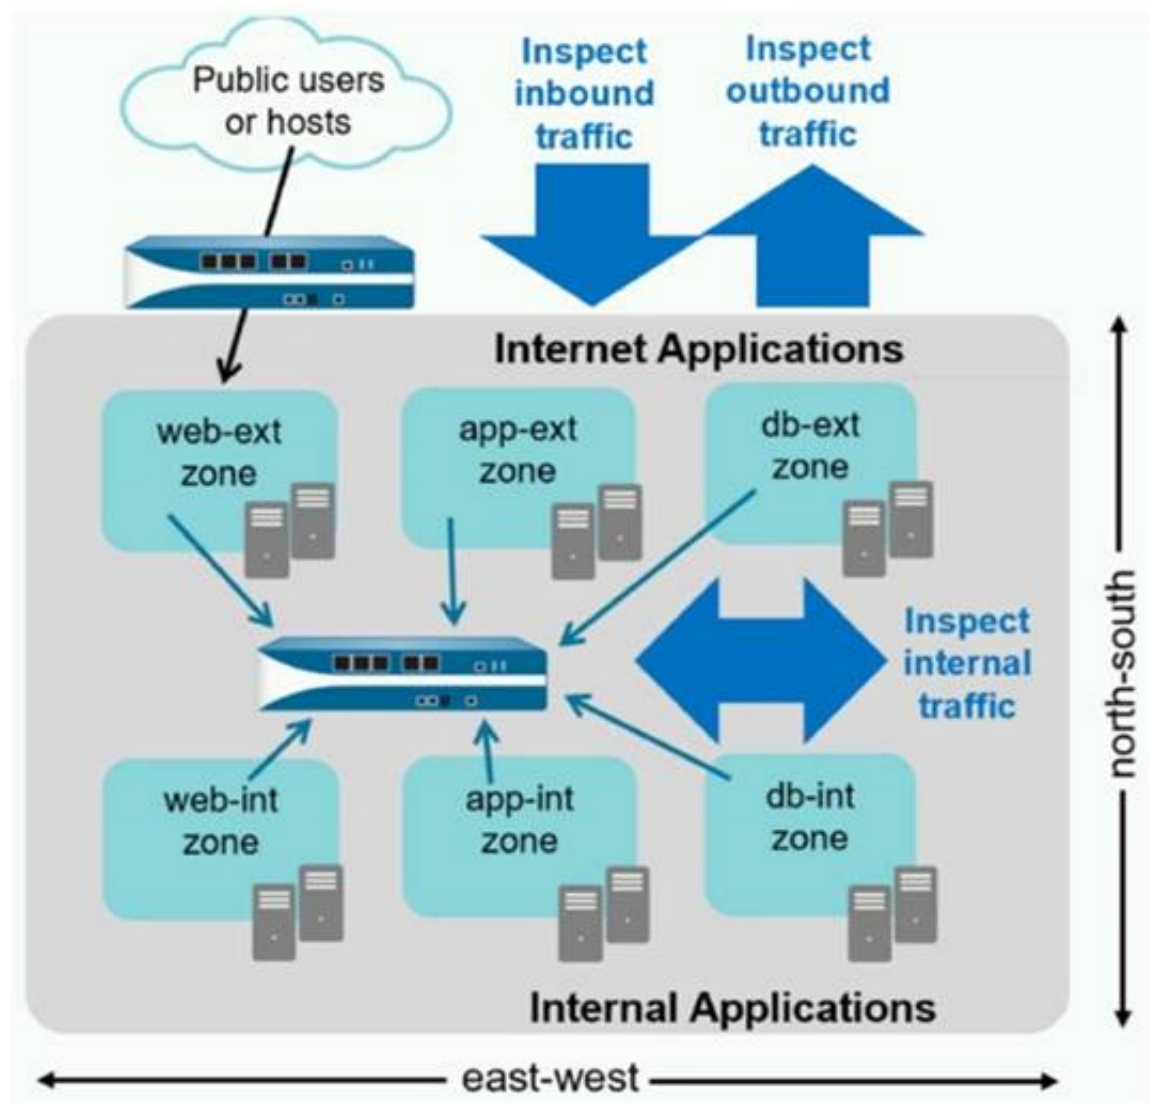 Public users
or hosts
Inspect
inbound
traffic
Inspect
outbound
traffic
Internet Applications
web-ext
zone
app-ext
zone
db-ext
zone
Inspect
internal
traffic
north-south
web-int
zone
app-int
zone
db-int
zone
Internal Applications
east-west